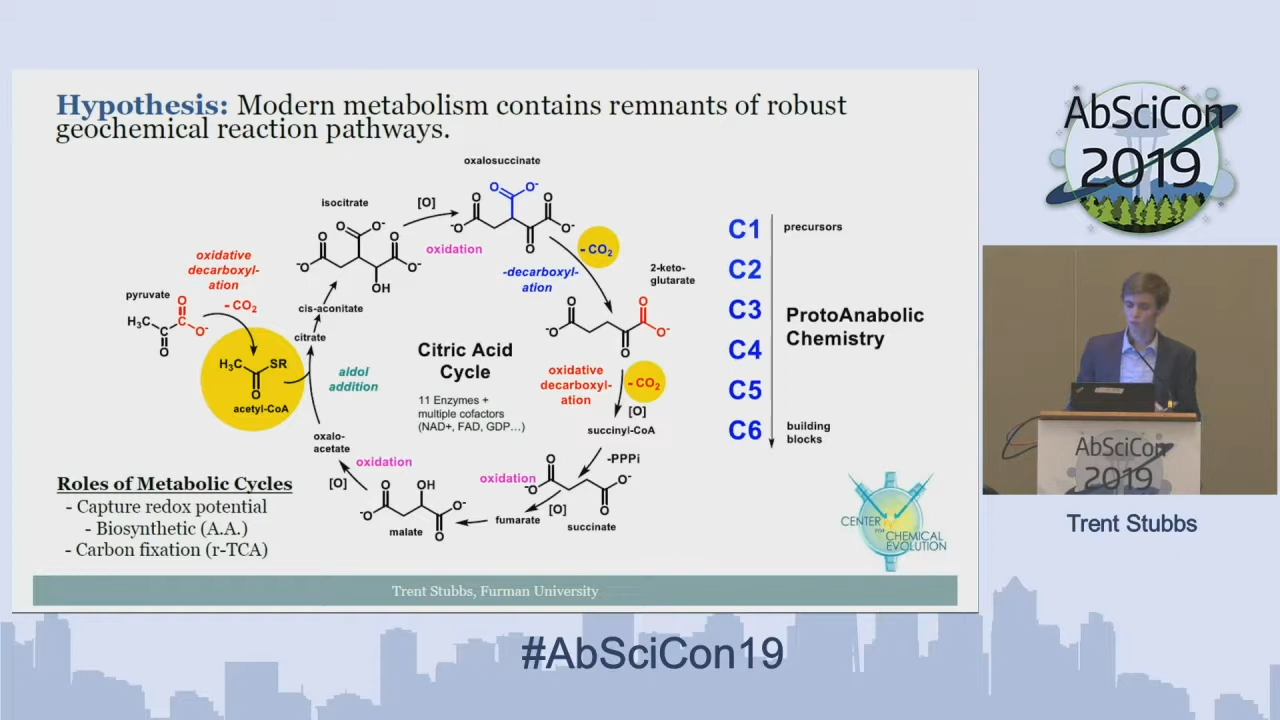 Hypothesis: Modern metabolism contains remnants of robust
geochemical reaction pathways.
oxalosuccinate
isocitrate
[O]
oxidation
- CO2
-decarboxyl-
ation
2-keto-
glutarate
oxidative
decarboxyl-
ation
- CO2
pyruvate
H3C
O
O
O-
H3C
SR
O
acetyl-CoA
cis-aconitate
citrate
aldol
addition
Citric Acid
Cycle
11 Enzymes +
multiple cofactors
(NAD+, FAD, GDP...)
oxidative
decarboxyl-
ation
- CO2
[O]
succinyl-CoA
-PPPi
oxidation
[O]
succinate
fumarate
malate
OH
oxidation
[O]
oxalo-
acetate
C1 precursors
C2
C3 ProtoAnabolic
C4 Chemistry
C5
C6 building
blocks
Roles of Metabolic Cycles
- Capture redox potential
- Biosynthetic (A.A.)
- Carbon fixation (r-TCA)
CENTER FOR
CHEMICAL
EVOLUTION
Trent Stubbs, Furman University
AbSciCon
2019
AbSciCon
2019
Trent Stubbs
#AbSciCon19